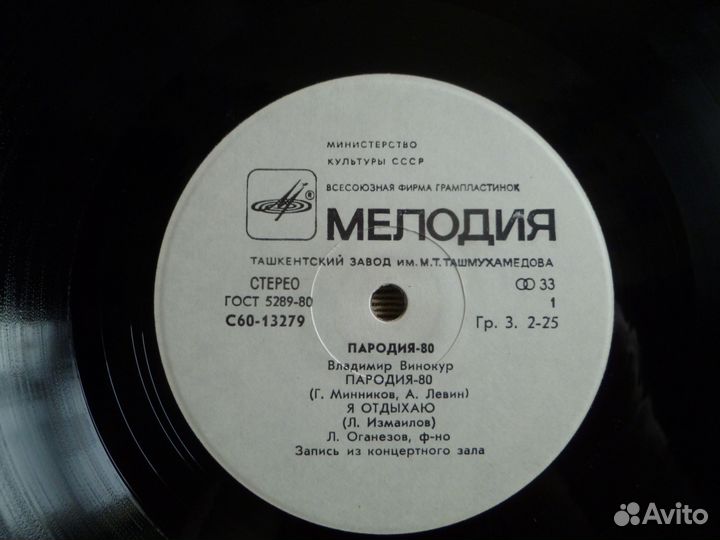 МИНИСТЕРСТВО
КУЛЬТУРЫ СССР
ВСЕСОЮЗНАЯ ФИРМА ГРАМПЛАСТИНОК
®
МЕЛОДИЯ
ТАШКЕНТСКИЙ ЗАВОД им. М.Т.ТАШМУХАМЕДОВА
СТЕРЕО 33
ГОСТ 5289-80 1
С60-13279 Гр. 3. 2-25
ПАРОДИЯ-80
Владимир Винокур
ПАРОДИЯ-80
(Г. Минников, А. Левин)
Я ОТДЫХАЮ
(Л. Измаилов)
Л. Оганезов, ф-но
Запись из концертного зала
Avito